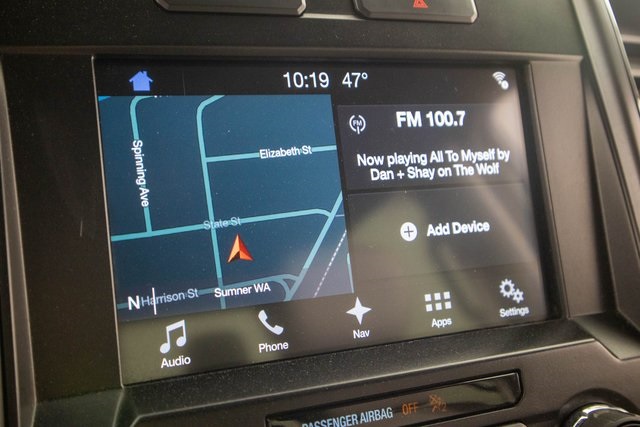 10:19 47°
Spinning Ave
Elizabeth St
State St
N Harrison St
Sumner WA
FM
FM 100.7
Now playing All To Myself by
Dan + Shay on The Wolf
Add Device
Audio
Phone
Nav
Apps
Settings
PASSENGER AIRBAG OFF